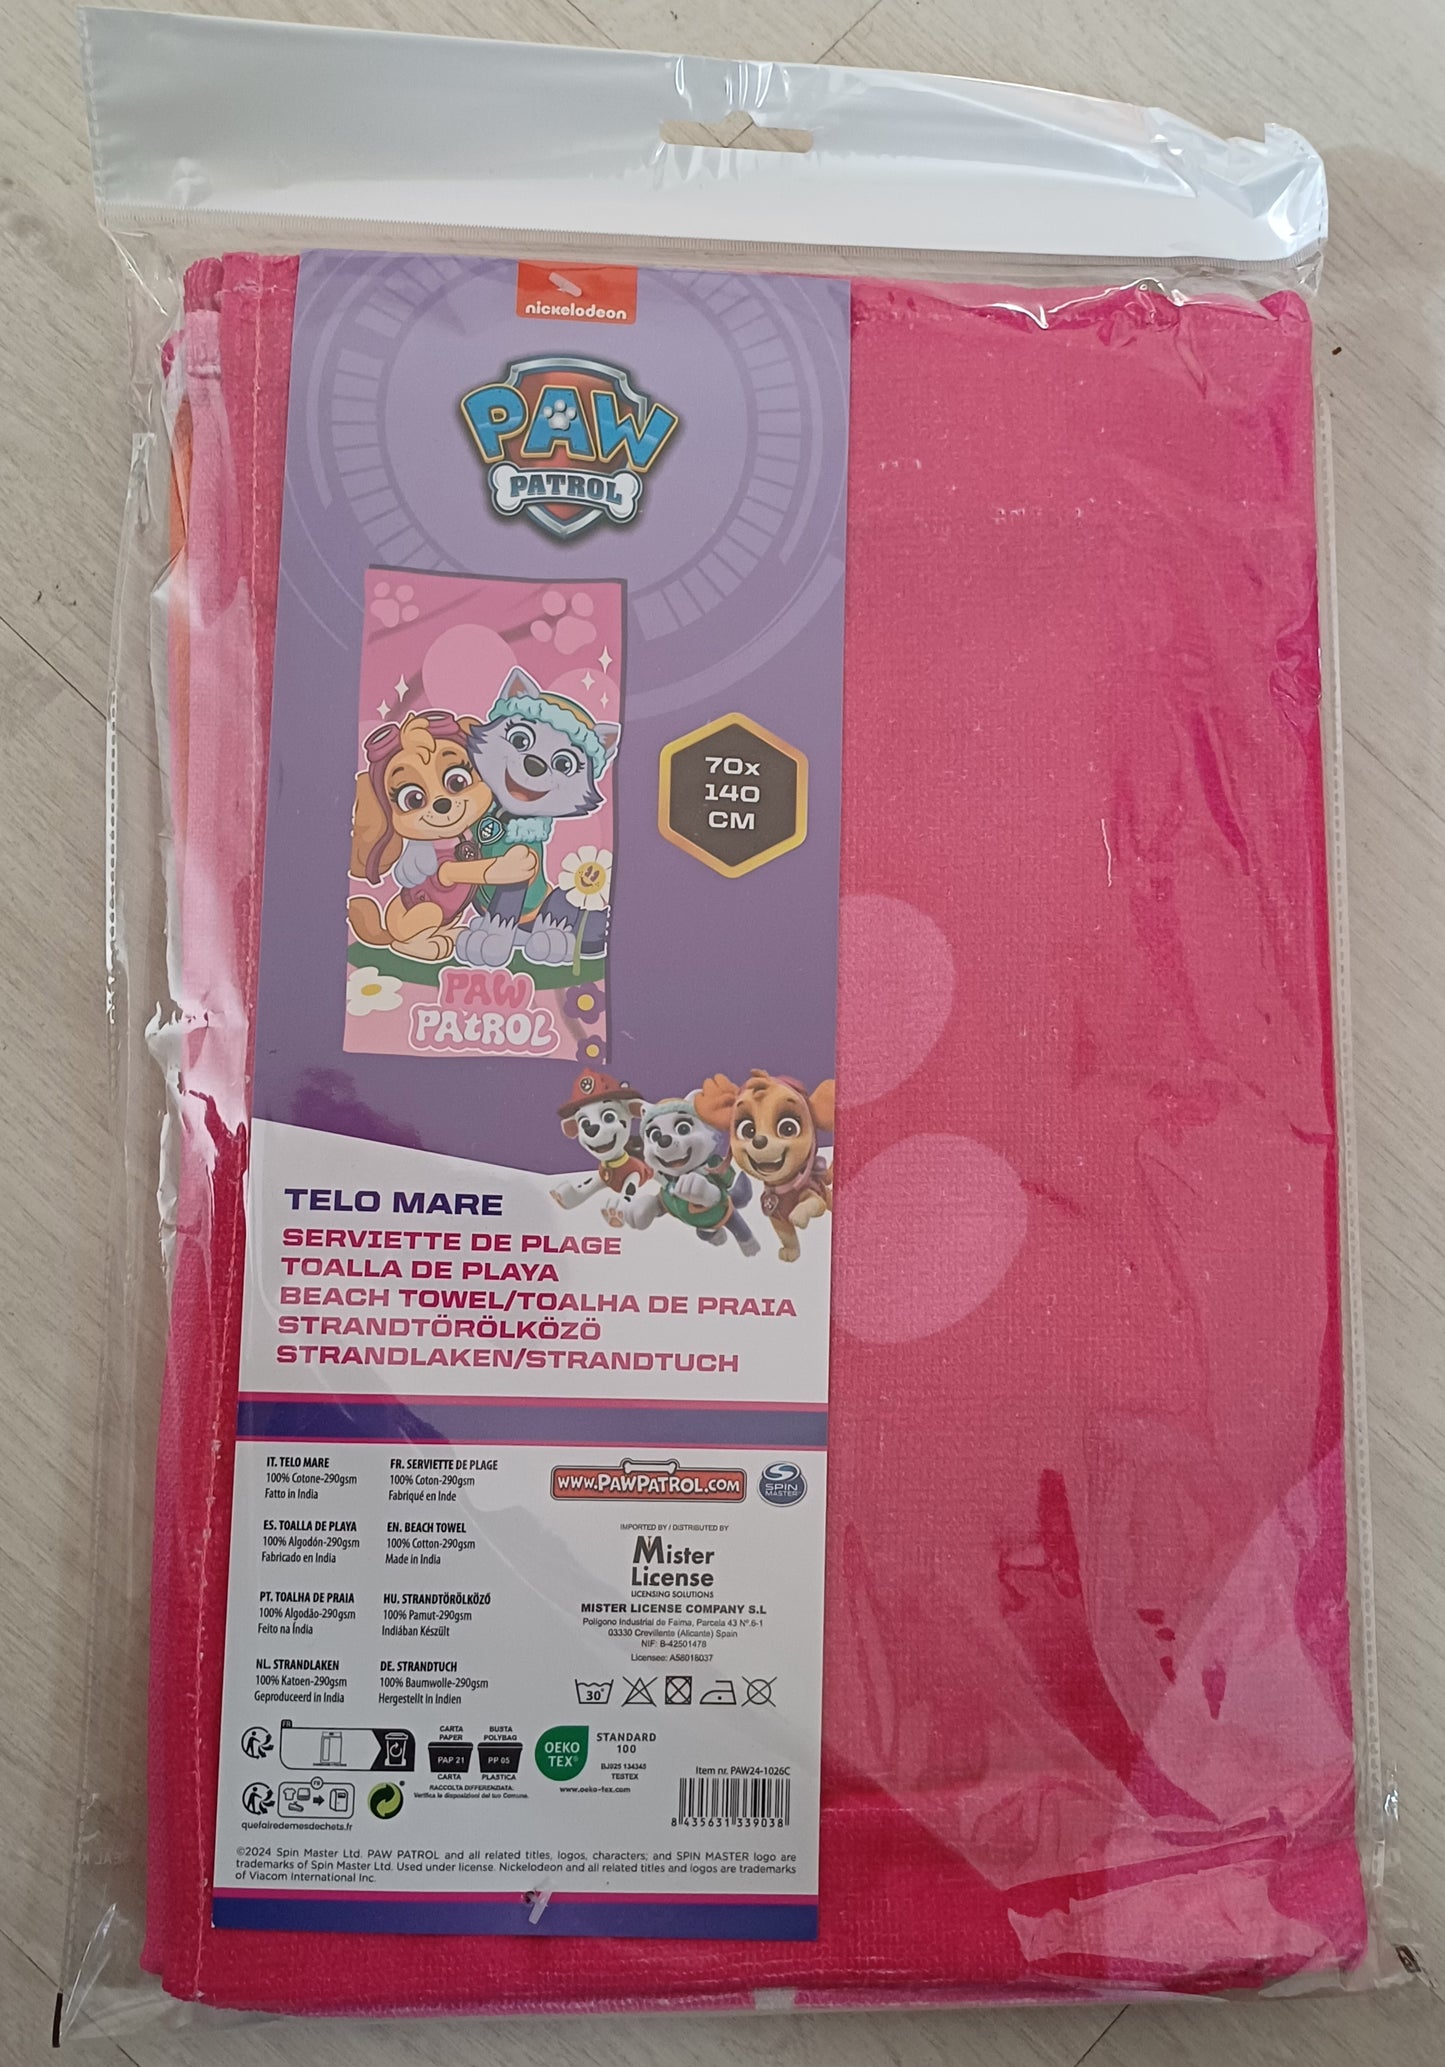 nickelodeon
PAW
PATROL
70x
140
CM
PAW
PATROL
TELO MARE
SERVIETTE DE PLAGE
TOALLA DE PLAYA
BEACH TOWEL/TOALHA DE PRAIA
STRANDTÖRÖLKÖZÖ
STRANDLAKEN/STRANDTUCH
IT. TELO MARE
100% Cotone-290gsm
Fatto in India
FR. SERVIETTE DE PLAGE
100% Coton-290gsm
Fabriqué en Inde
ES. TOALLA DE PLAYA
100% Algodón-290gsm
Fabricado en India
EN. BEACH TOWEL
100% Cotton-290gsm
Made in India
PT. TOALHA DE PRAIA
100% Algodão-290gsm
Feito na Índia
HU. STRANDTÖRÖLKÖZÓ
100% Pamut-290gsm
Indiában Készült
NL. STRANDLAKEN
100% Katoen-290gsm
Geproduceerd in India
DE. STRANDTUCH
100% Baumwolle-290gsm
Hergestellt in Indien
WWW.PAWPATROL.COM
SPIN
MASTER™
IMPORTED BY / DISTRIBUTED BY
Mister
License
LICENSING SOLUTIONS
MISTER LICENSE COMPANY S.L
Polígono Industrial de Faima, Parcela 43 Nº.6-1
03330 Crevillente (Alicante) Spain
NIF: B-42501478
Licensee: A58018037
30°
FR
CARTA
PAPER
PAP 21
CARTA
BUSTA
POLYBAG
PP 05
PLASTICA
RACCOLTA DIFFERENZIATA.
Verifica le disposizioni del tuo Comune.
OEKO
TEX®
STANDARD
100
BJ025 134345
TESTEX
www.oeko-tex.com
FR
quefairedemesdechets.fr
Item nr. PAW24-1026C
8 435631 339038
©2024 Spin Master Ltd. PAW PATROL and all related titles, logos, characters; and SPIN MASTER logo are
trademarks of Spin Master Ltd. Used under license. Nickelodeon and all related titles and logos are trademarks
of Viacom International Inc.